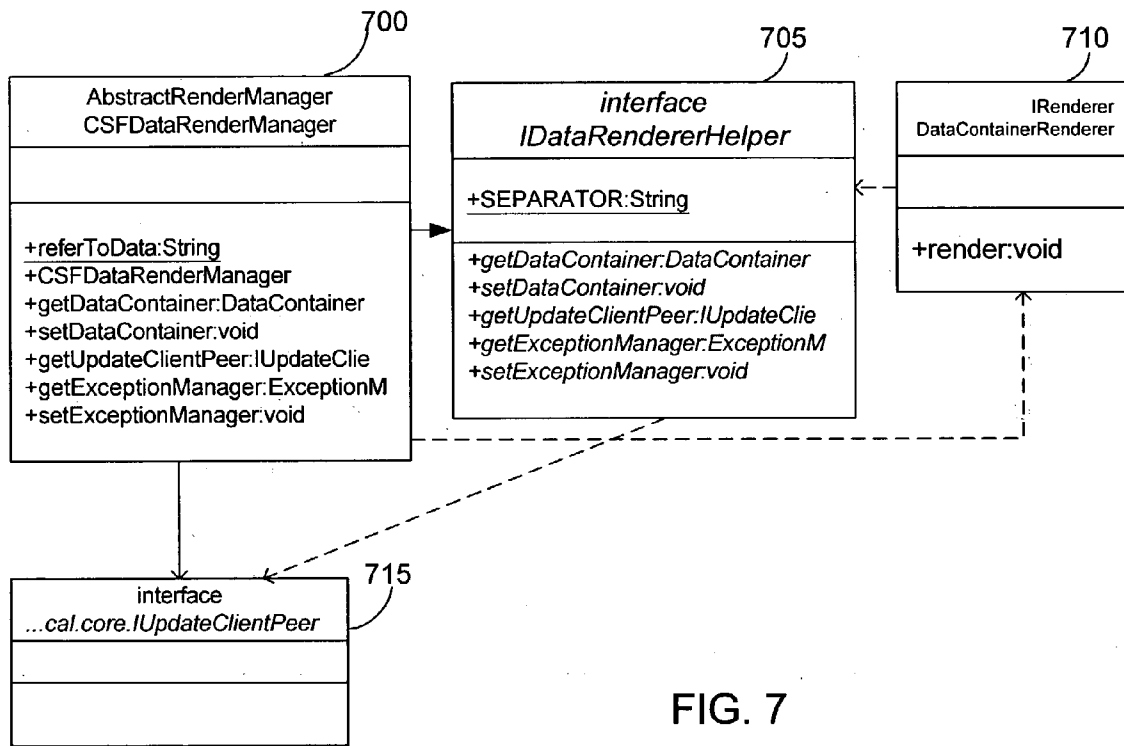 700
AbstractRenderManager
CSFDataRenderManager
+referToData:String
+CSFDataRenderManager
+getDataContainer:DataContainer
+setDataContainer:void
+getUpdateClientPeer:IUpdateClie
+getExceptionManager:ExceptionM
+setExceptionManager:void
705
interface
IDataRendererHelper
+SEPARATOR:String
+getDataContainer:DataContainer
+setDataContainer:void
+getUpdateClientPeer:IUpdateClie
+getExceptionManager:ExceptionM
+setExceptionManager:void
710
IRenderer
DataContainerRenderer
+render:void
715
interface
...cal.core.IUpdateClientPeer
FIG. 7